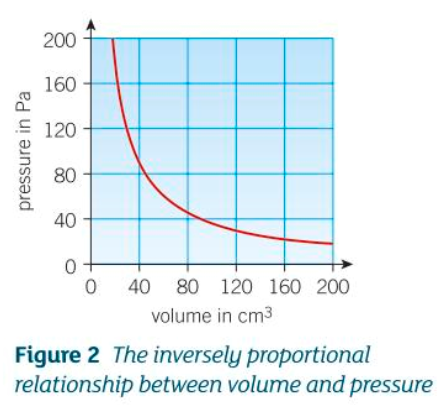 200
160
120
80
40
0
pressure in Pa
0 40 80 120 160 200
volume in cm³
Figure 2 The inversely proportional
relationship between volume and pressure